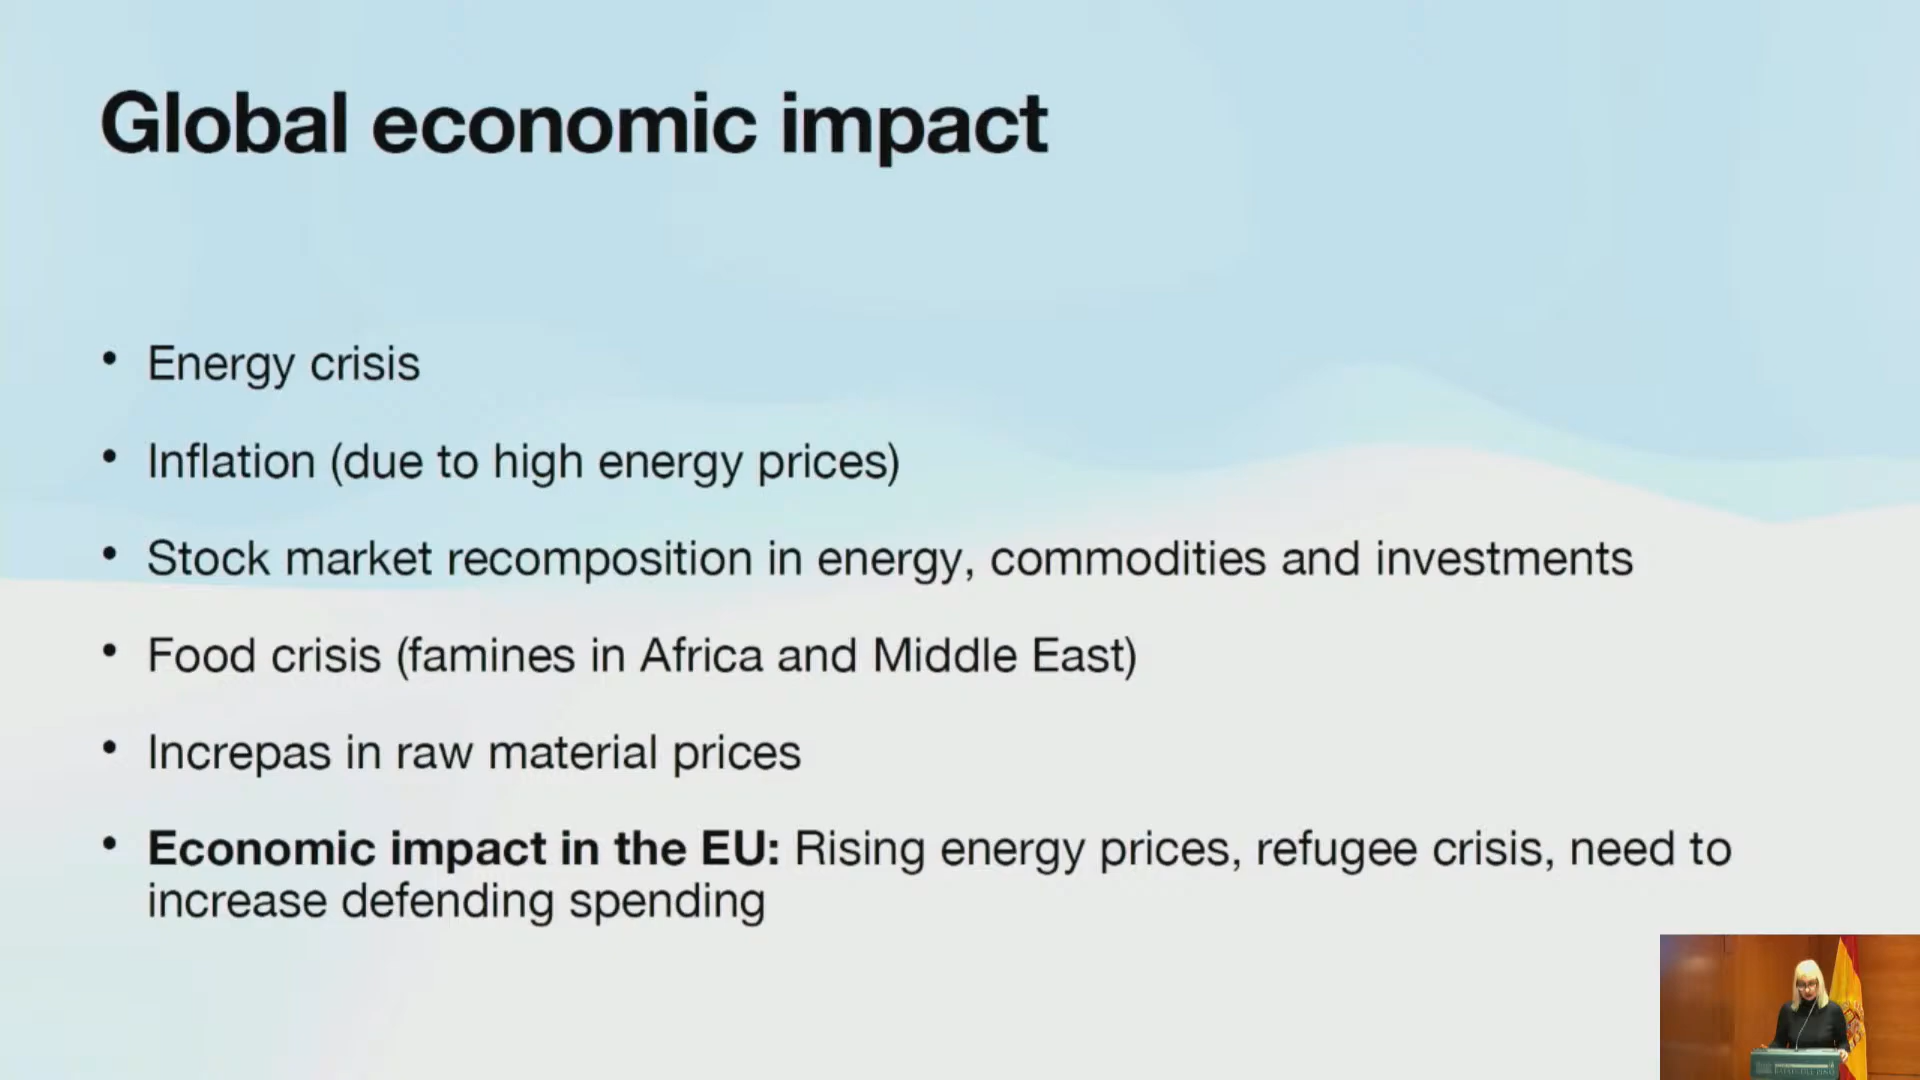 Global economic impact
• Energy crisis
• Inflation (due to high energy prices)
• Stock market recomposition in energy, commodities and investments
• Food crisis (famines in Africa and Middle East)
• Increpas in raw material prices
• Economic impact in the EU: Rising energy prices, refugee crisis, need to
increase defending spending